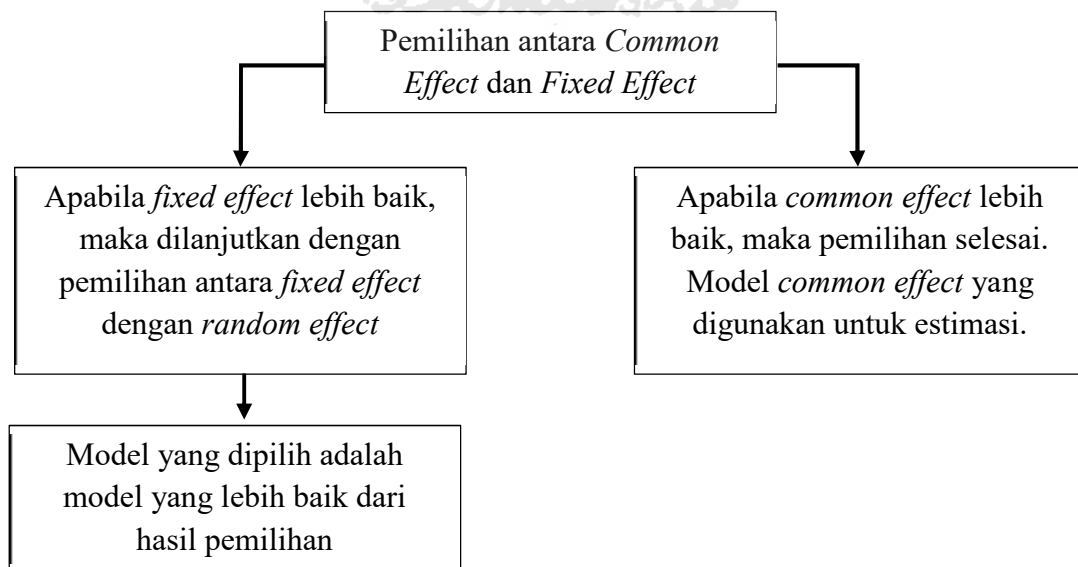 Pemilihan antara Common
Effect dan Fixed Effect
Apabila fixed effect lebih baik,
maka dilanjutkan dengan
pemilihan antara fixed effect
dengan random effect
Apabila common effect lebih
baik, maka pemilihan selesai.
Model common effect yang
digunakan untuk estimasi.
Model yang dipilih adalah
model yang lebih baik dari
hasil pemilihan